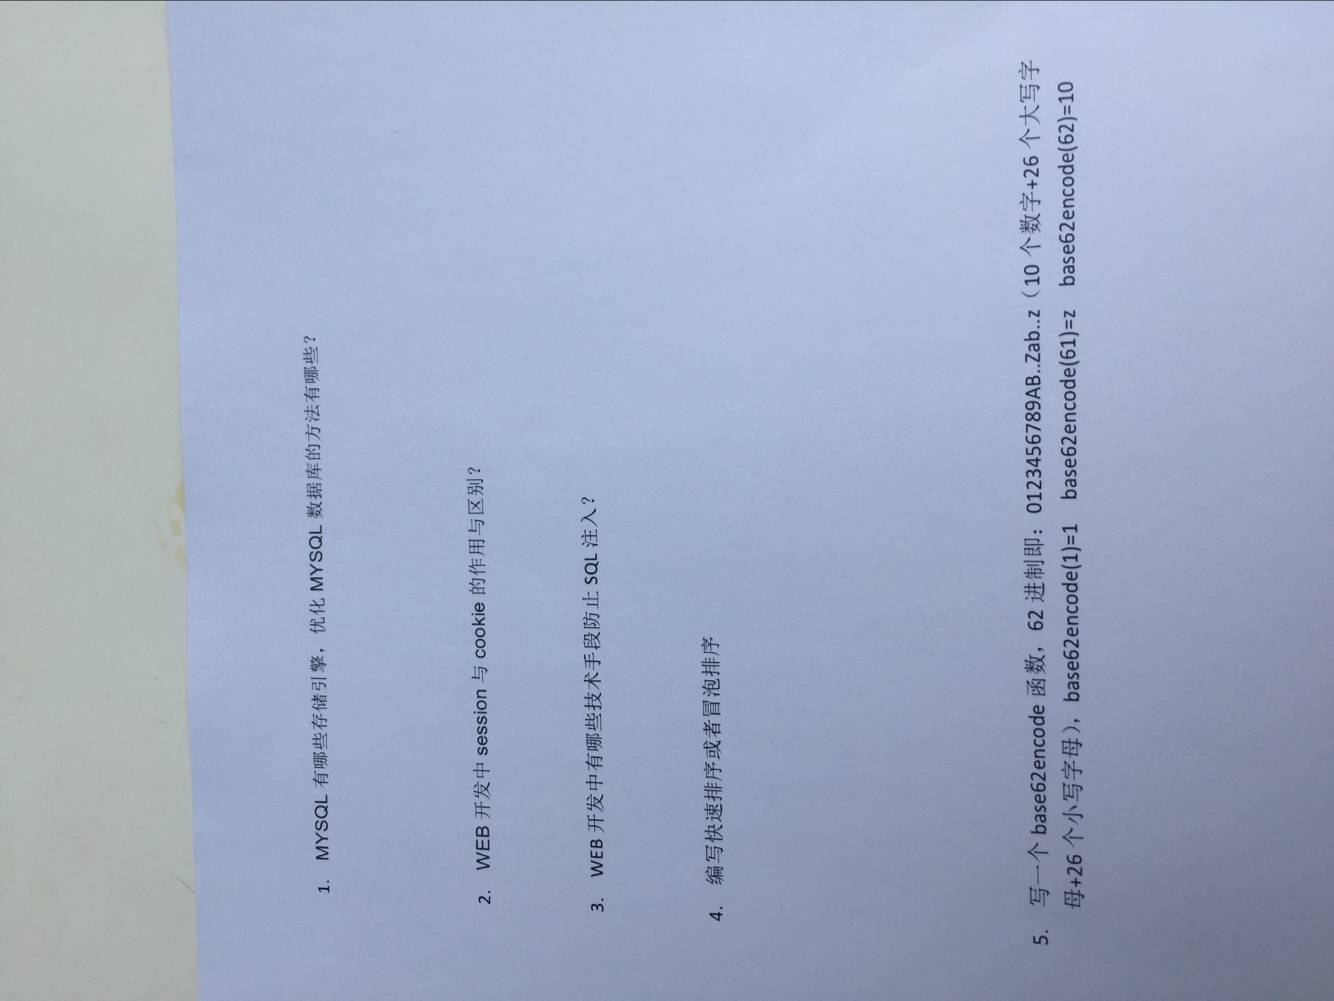 1. MYSQL 有哪些存储引擎，优化 MYSQL 数据库的方法有哪些？
2. WEB 开发中 session 与 cookie 的作用与区别？
3. WEB 开发中有哪些技术手段防止 SQL 注入？
4. 编写快速排序或者冒泡排序
5. 写一个 base62encode 函数，62 进制即：0123456789AB..Zab..z（10 个数字+26 个大写字
母+26 个小写字母），base62encode(1)=1 base62encode(61)=z base62encode(62)=10